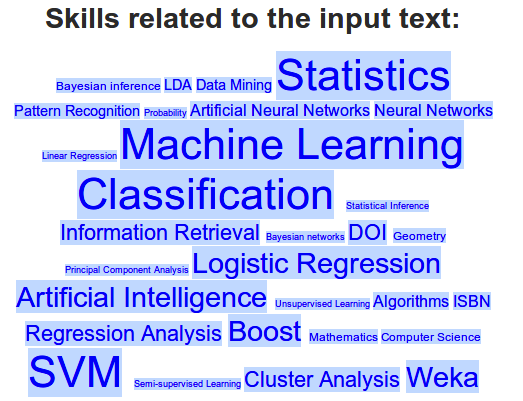 Skills related to the input text:
Bayesian inference LDA Data Mining Statistics
Pattern Recognition Probability Artificial Neural Networks Neural Networks
Linear Regression Machine Learning
Classification Statistical Inference
Information Retrieval Bayesian networks DOI Geometry
Principal Component Analysis Logistic Regression
Artificial Intelligence Unsupervised Learning Algorithms ISBN
Regression Analysis Boost Mathematics Computer Science
SVM Semi-supervised Learning Cluster Analysis Weka